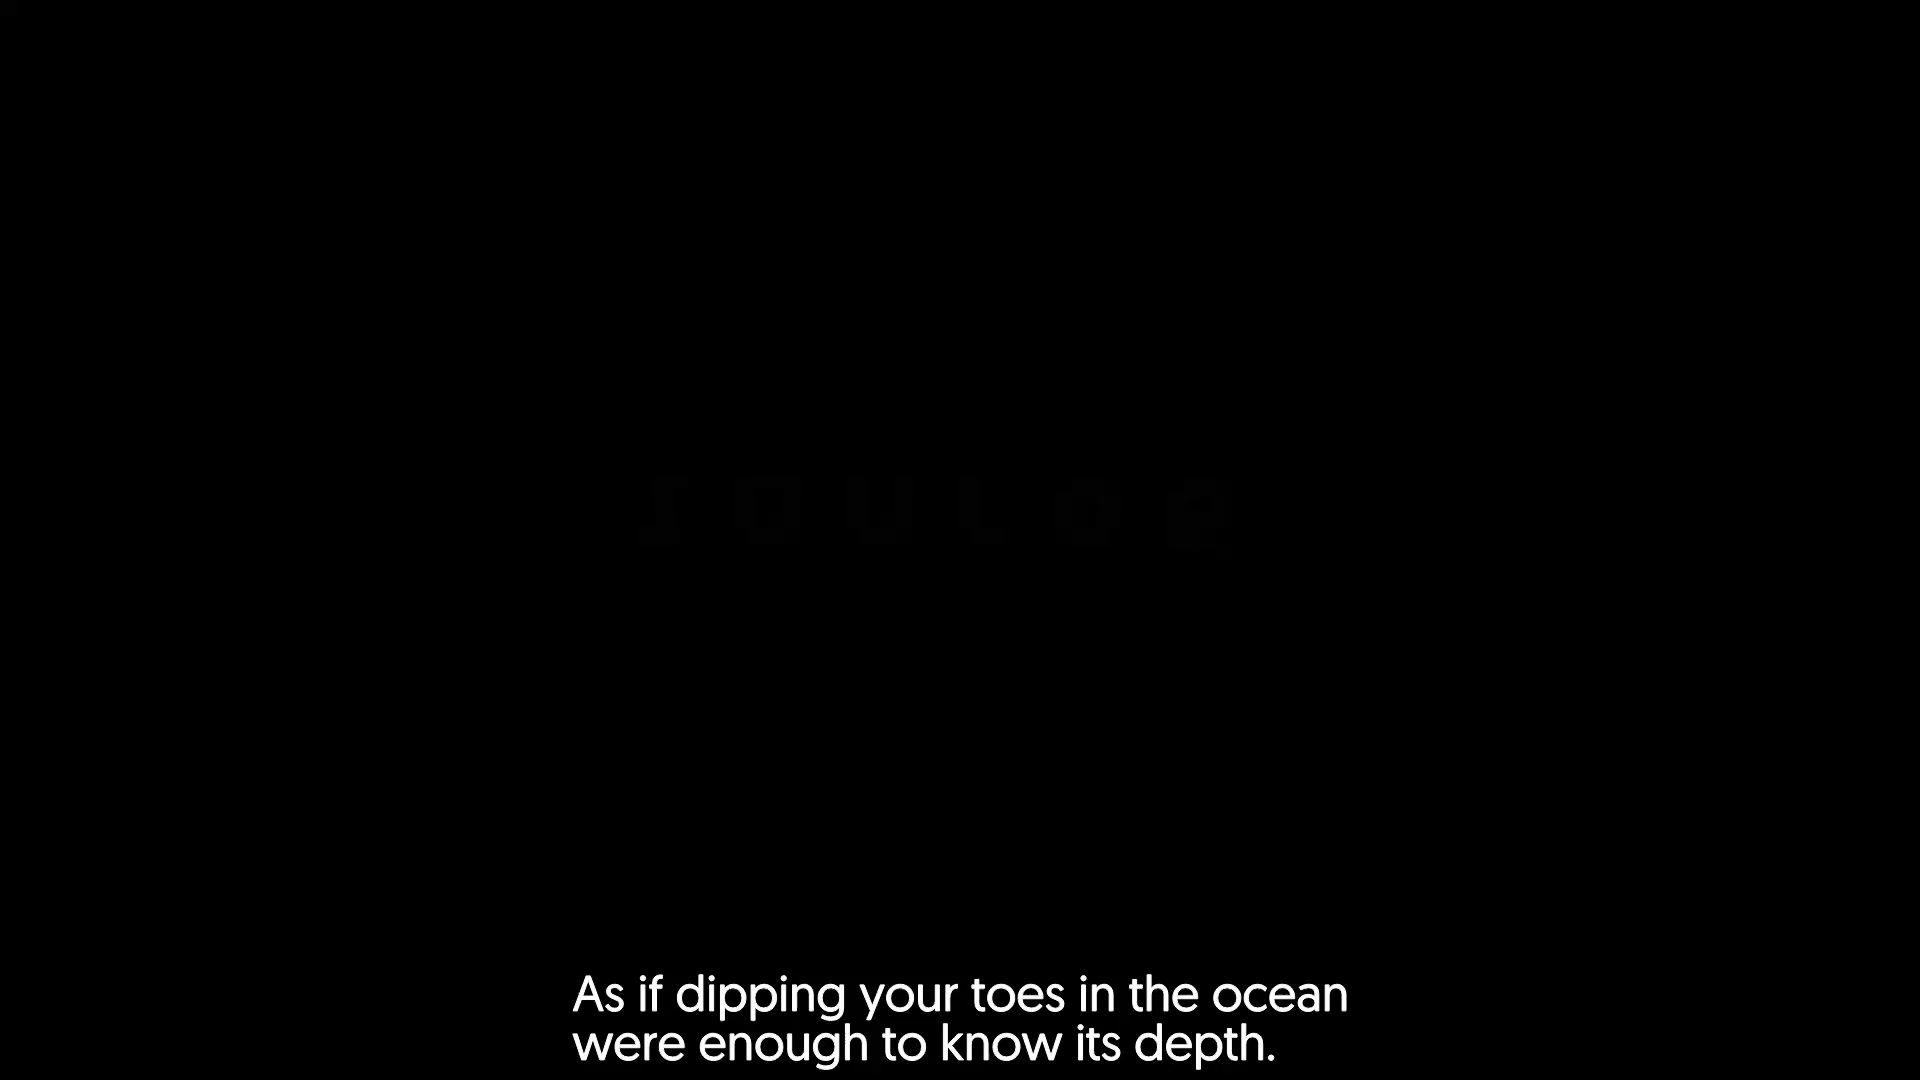 As if dipping your toes in the ocean
were enough to know its depth.